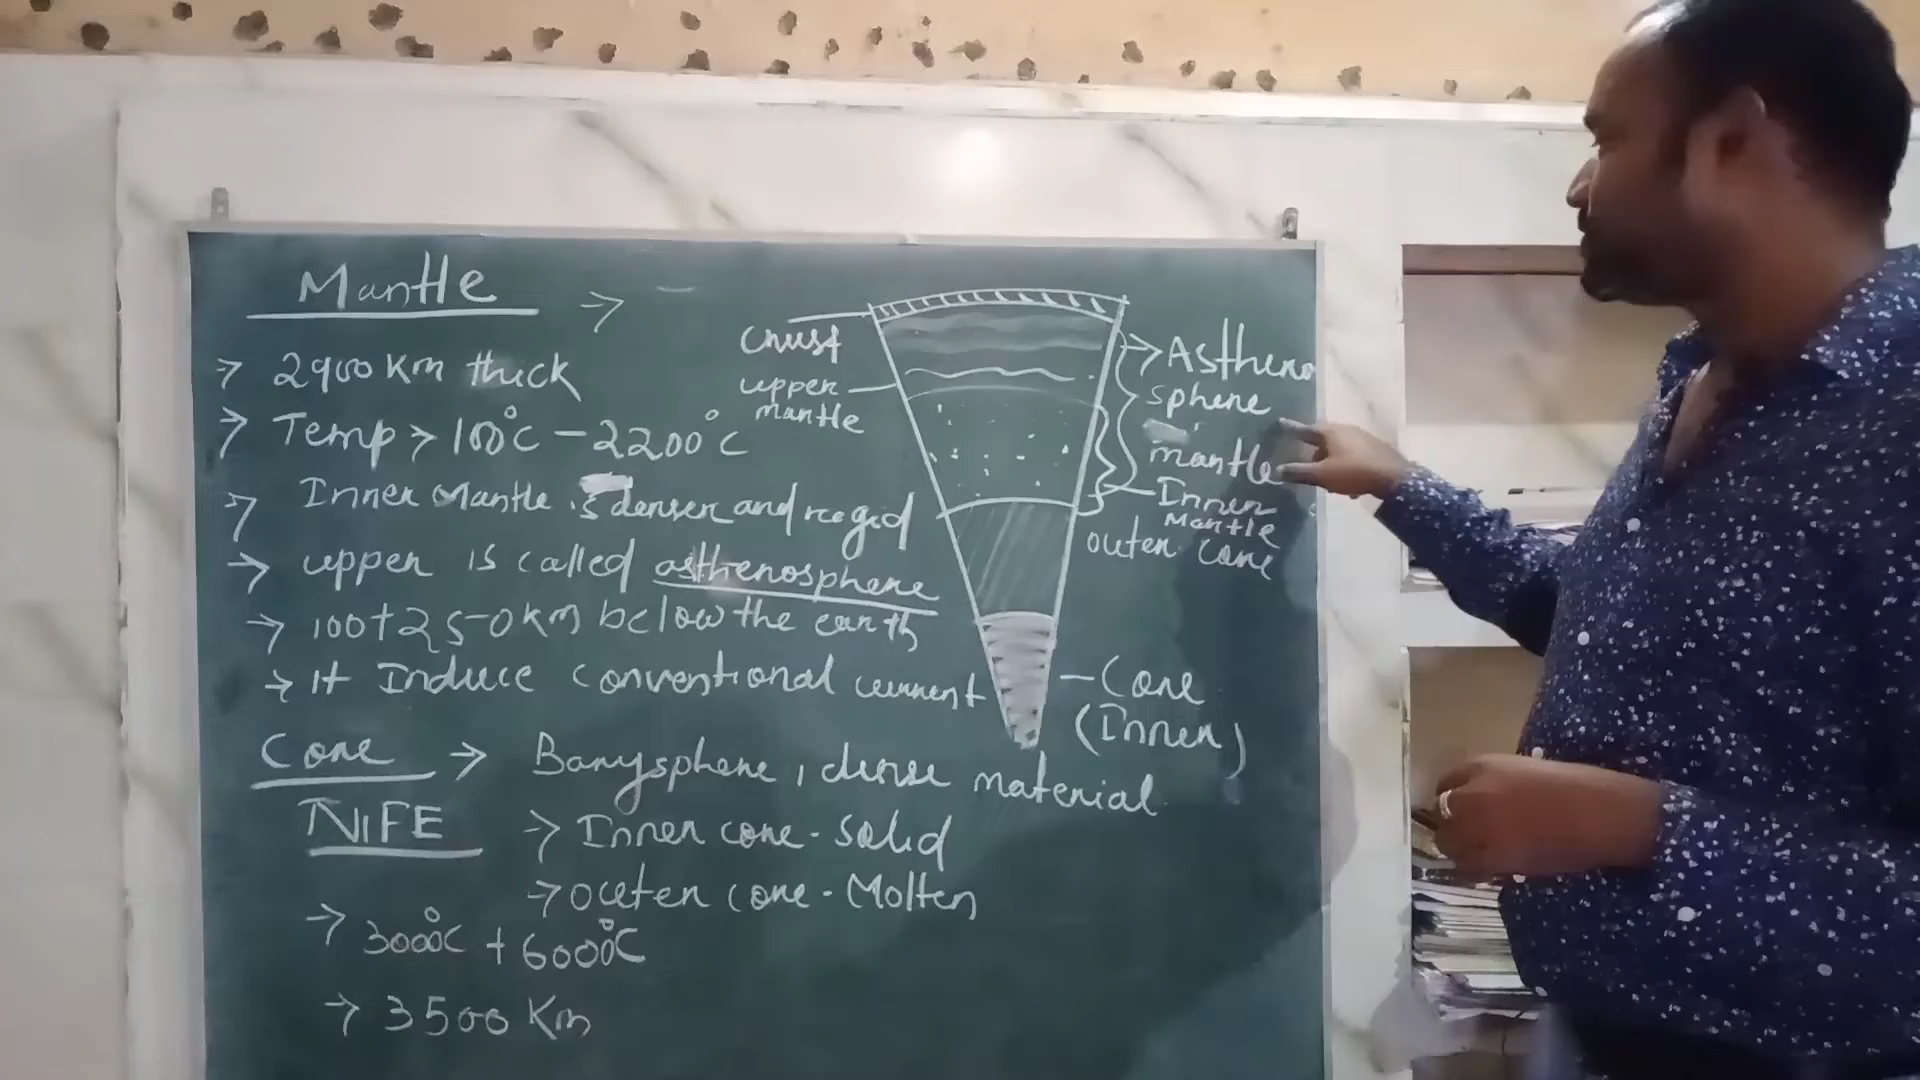 Mantle
→ 2900 Km thick
→ Temp > 100°C - 2200°C
→ Inner Mantle is denser and
→ upper is called asthenosphere
→ 100+250 km below the earth
→ It Induce conventional current
Core → Barysphere, dense material
NIFE
→ Inner core - Solid
→ outer core - Molten
→ 3000°C + 6000°C
→ 3500 Km
Crust
upper
mantle
→ Astheno
sphere
mantle
Inner
Mantle
outer core
- Core
(Inner)